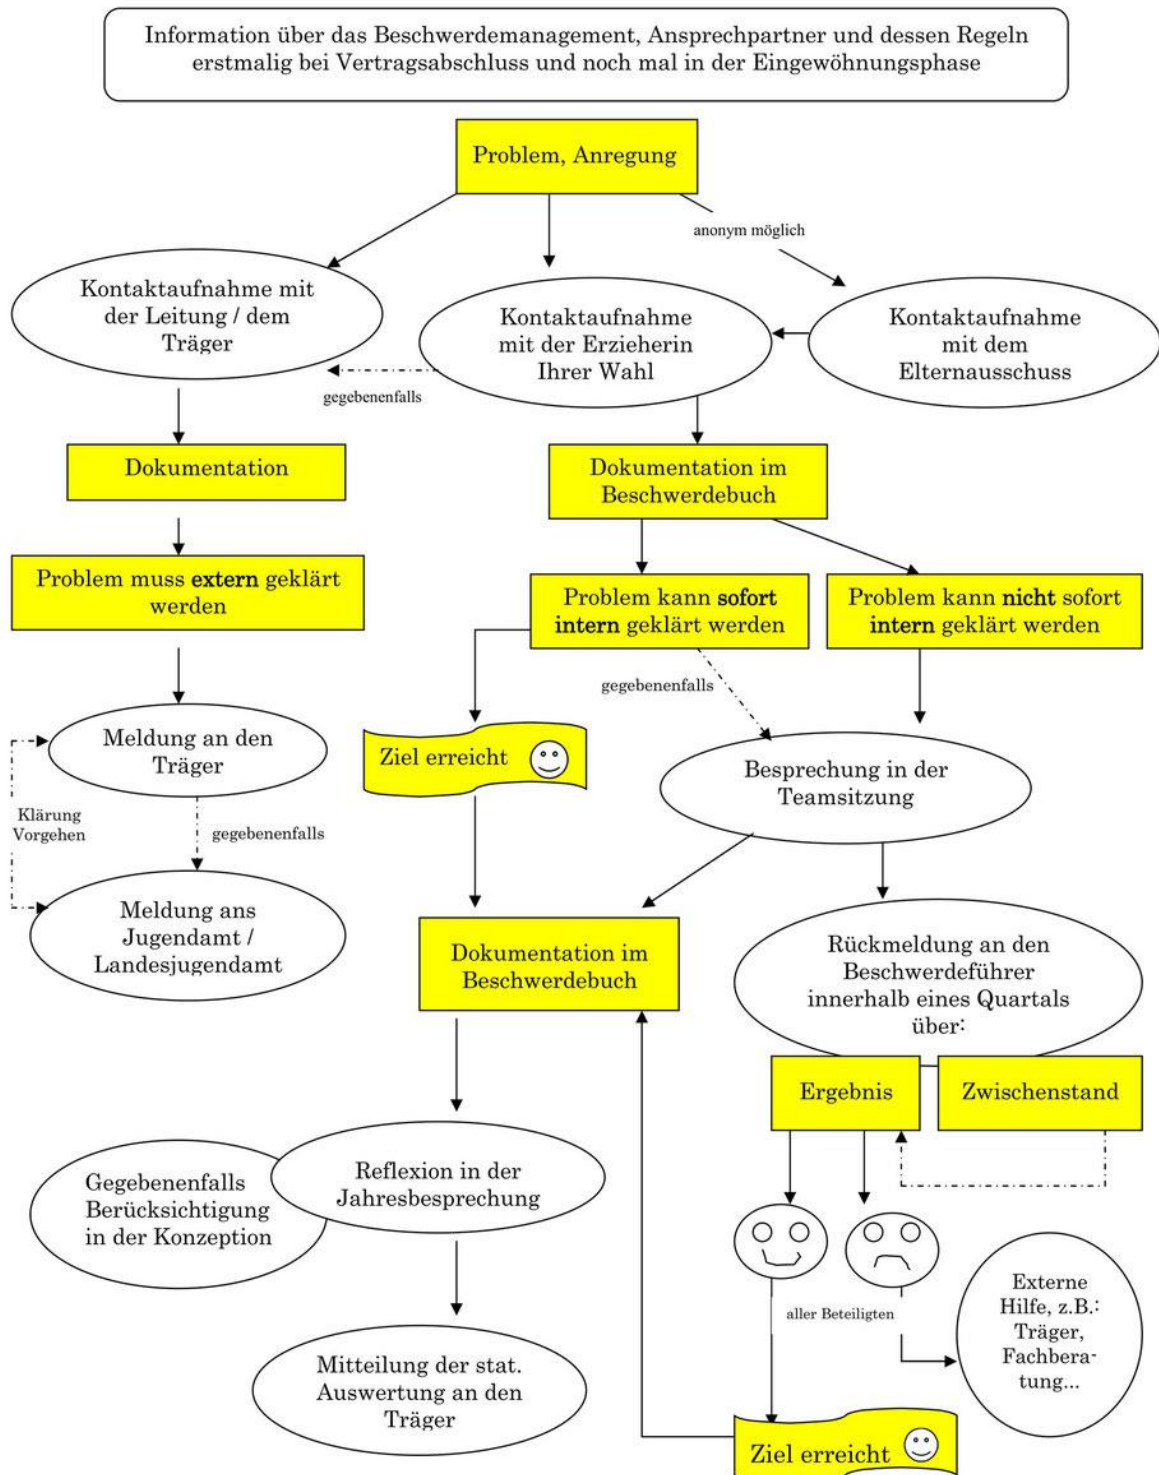 Information über das Beschwerdemanagement, Ansprechpartner und dessen Regeln
erstmalig bei Vertragsabschluss und noch mal in der Eingewöhnungsphase
Problem, Anregung
anonym möglich
Kontaktaufnahme mit
der Leitung / dem
Träger
Kontaktaufnahme
mit der Erzieherin
Ihrer Wahl
Kontaktaufnahme
mit dem
Elternausschuss
gegebenenfalls
Dokumentation
Dokumentation im
Beschwerdebuch
Problem muss extern geklärt
werden
Problem kann sofort
intern geklärt werden
Problem kann nicht sofort
intern geklärt werden
gegebenenfalls
Meldung an den
Träger
Ziel erreicht
Besprechung in der
Teamsitzung
Klärung
Vorgehen
gegebenenfalls
Meldung ans
Jugendamt /
Landesjugendamt
Dokumentation im
Beschwerdebuch
Rückmeldung an den
Beschwerdeführer
innerhalb eines Quartals
über:
Ergebnis
Zwischenstand
Gegebenenfalls
Berücksichtigung
in der Konzeption
Reflexion in der
Jahresbesprechung
aller Beteiligten
Externe
Hilfe, z.B.:
Träger,
Fachbera-
tung...
Mitteilung der stat.
Auswertung an den
Träger
Ziel erreicht